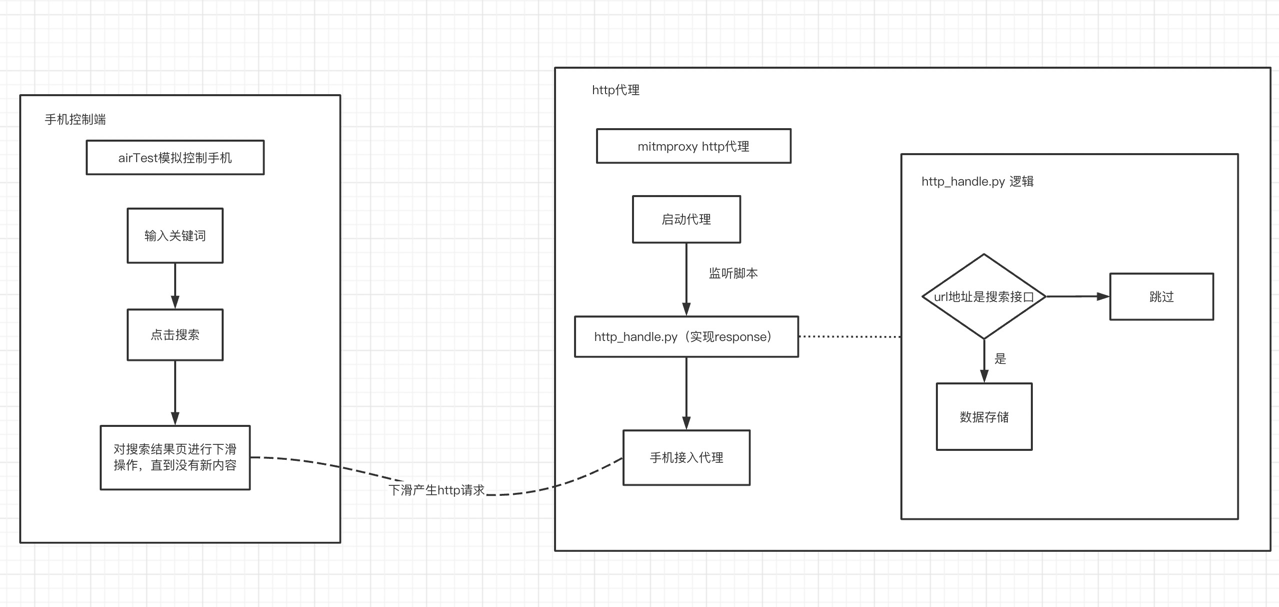 手机控制端
airTest模拟控制手机
输入关键词
点击搜索
对搜索结果页进行下滑
操作，直到没有新内容
下滑产生http请求
http代理
mitmproxy http代理
启动代理
监听脚本
http_handle.py（实现response）
手机接入代理
http_handle.py 逻辑
url地址是搜索接口
跳过
是
数据存储